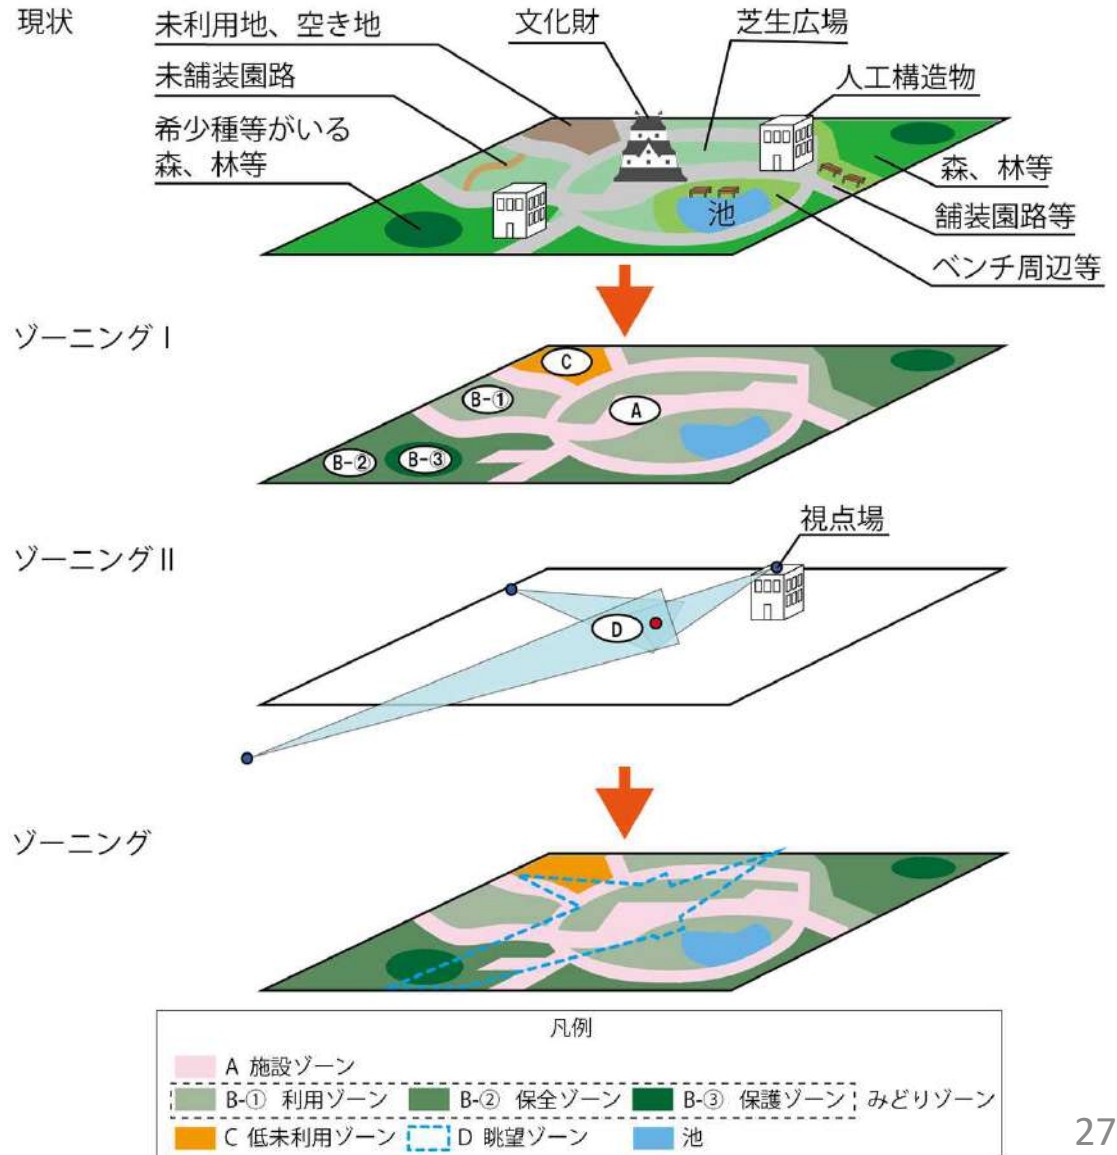 現状
未利用地、空き地
文化財
芝生広場
未舗装園路
人工構造物
希少種等がいる
森、林等
森、林等
池
舗装園路等
ベンチ周辺等
ゾーニングⅠ
C
B-①
A
B-②
B-③
視点場
ゾーニングⅡ
D
ゾーニング
凡例
A 施設ゾーン
B-① 利用ゾーン B-② 保全ゾーン B-③ 保護ゾーン みどりゾーン
C 低未利用ゾーン D 眺望ゾーン 池
27